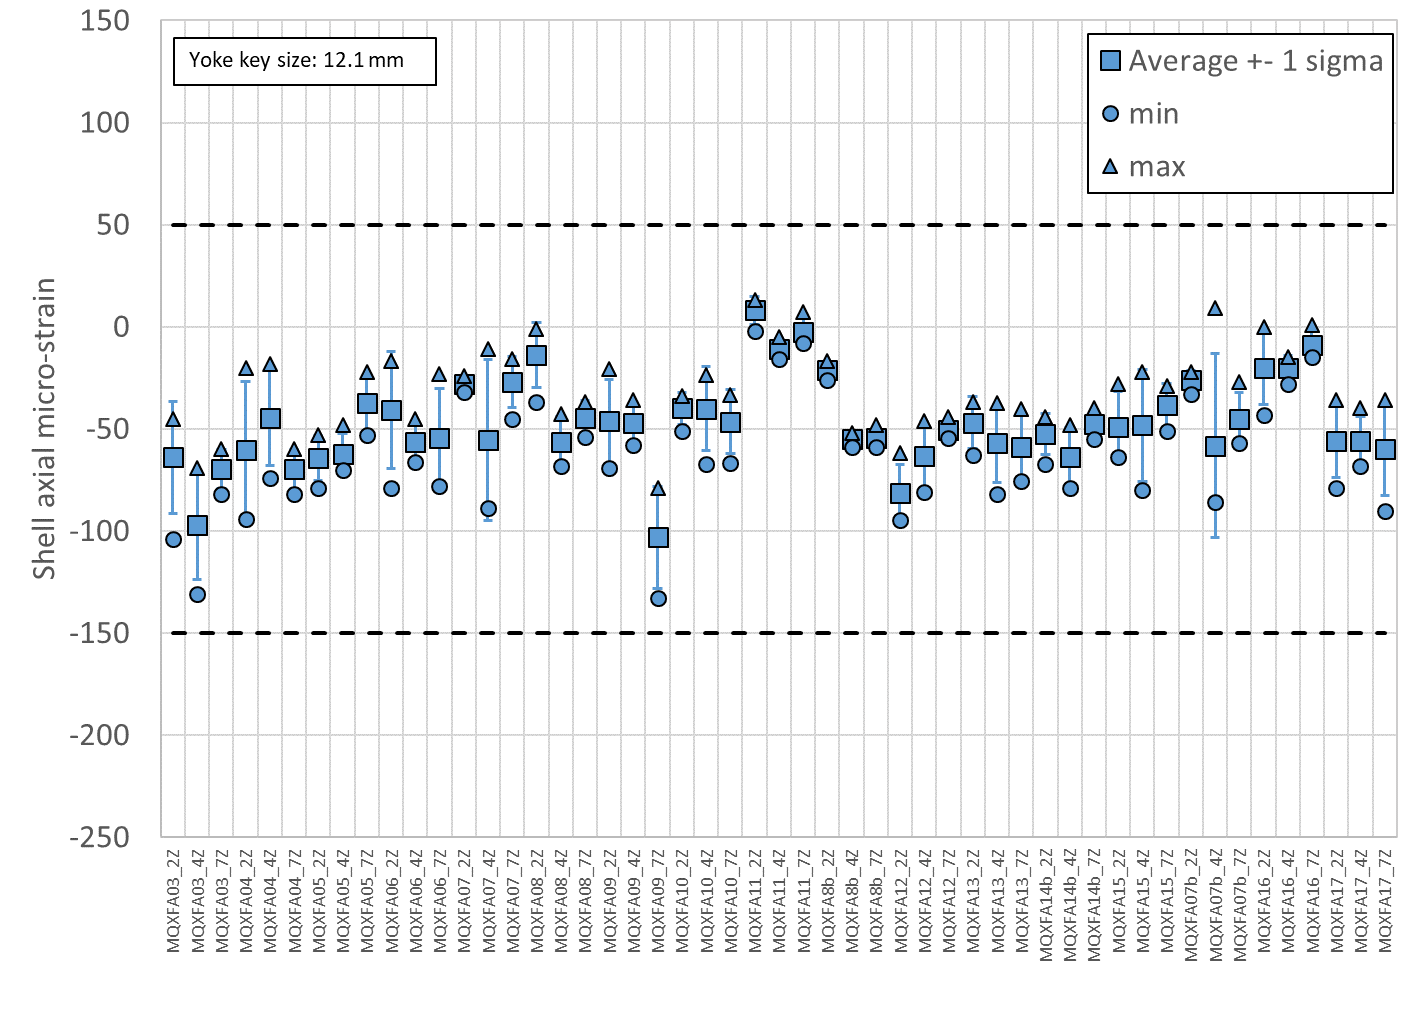 150
100
50
0
-50
-100
-150
-200
-250
Shell axial micro-strain
Yoke key size: 12.1 mm
Average +- 1 sigma
min
max
MQXFA03_2Z
MQXFA03_4Z
MQXFA03_7Z
MQXFA04_2Z
MQXFA04_4Z
MQXFA04_7Z
MQXFA05_2Z
MQXFA05_4Z
MQXFA05_7Z
MQXFA06_2Z
MQXFA06_4Z
MQXFA06_7Z
MQXFA07_2Z
MQXFA07_4Z
MQXFA07_7Z
MQXFA08_2Z
MQXFA08_4Z
MQXFA08_7Z
MQXFA09_2Z
MQXFA09_4Z
MQXFA09_7Z
MQXFA10_2Z
MQXFA10_4Z
MQXFA10_7Z
MQXFA11_2Z
MQXFA11_4Z
MQXFA11_7Z
MQXFA8b_2Z
MQXFA8b_4Z
MQXFA8b_7Z
MQXFA12_2Z
MQXFA12_4Z
MQXFA12_7Z
MQXFA13_2Z
MQXFA13_4Z
MQXFA13_7Z
MQXFA14b_2Z
MQXFA14b_4Z
MQXFA14b_7Z
MQXFA15_2Z
MQXFA15_4Z
MQXFA15_7Z
MQXFA07b_2Z
MQXFA07b_4Z
MQXFA07b_7Z
MQXFA16_2Z
MQXFA16_4Z
MQXFA16_7Z
MQXFA17_2Z
MQXFA17_4Z
MQXFA17_7Z